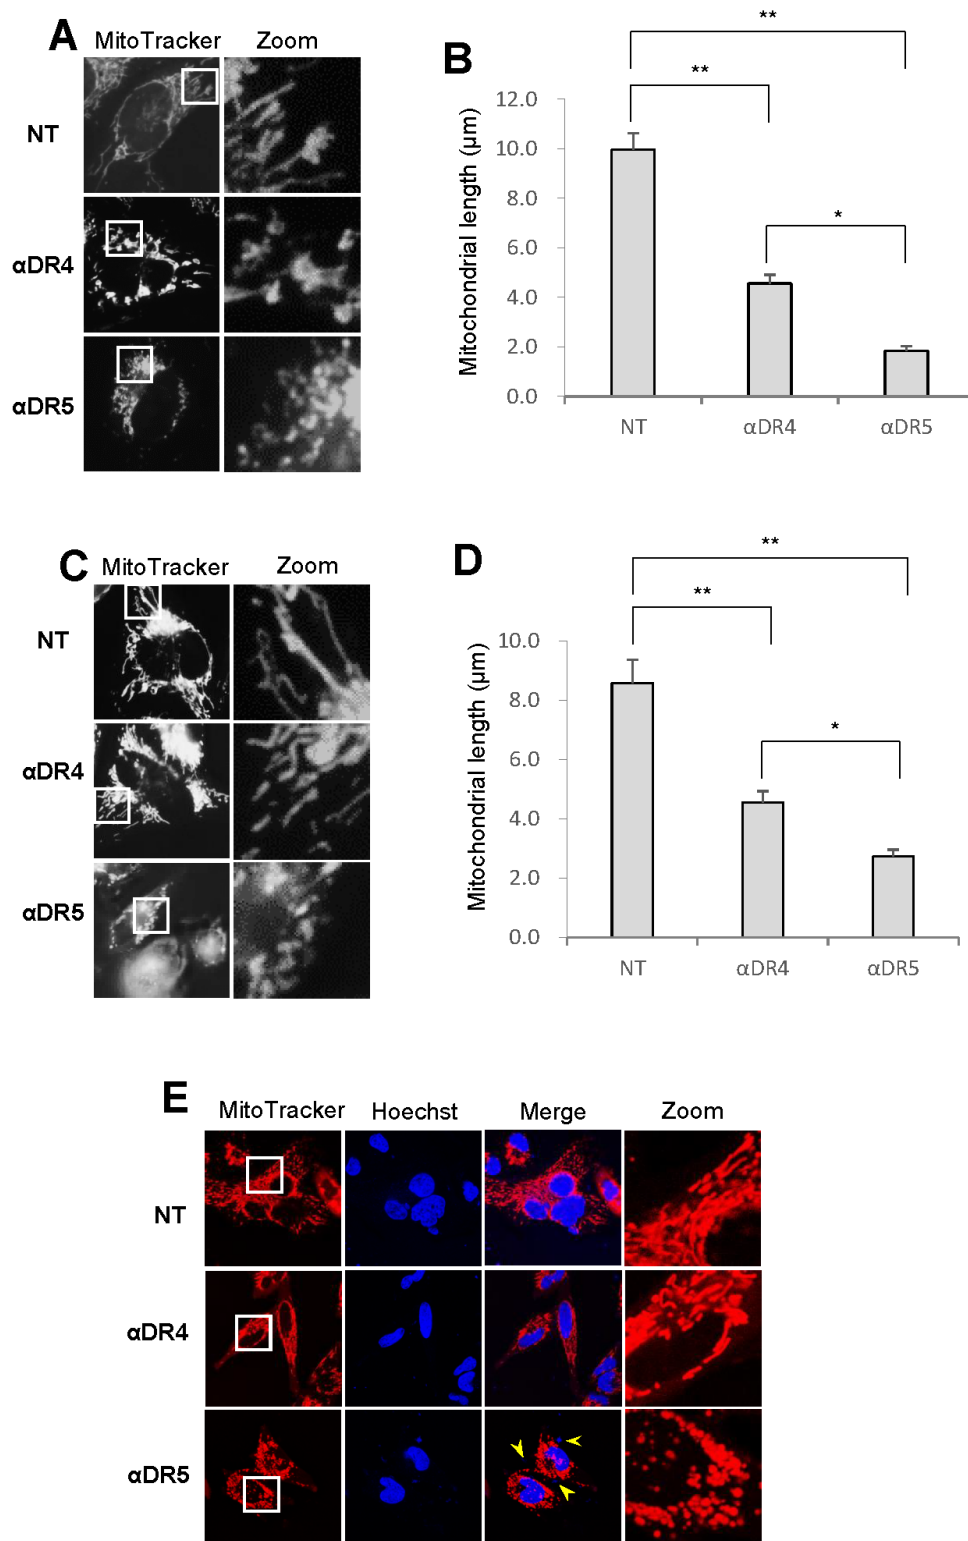 A
MitoTracker Zoom
NT
αDR4
αDR5
B
**
**
*
Mitochondrial length (µm)
12.0
10.0
8.0
6.0
4.0
2.0
0.0
NT αDR4 αDR5
C
MitoTracker Zoom
NT
αDR4
αDR5
D
**
**
*
Mitochondrial length (µm)
10.0
8.0
6.0
4.0
2.0
0.0
NT αDR4 αDR5
E
MitoTracker Hoechst Merge Zoom
NT
αDR4
αDR5